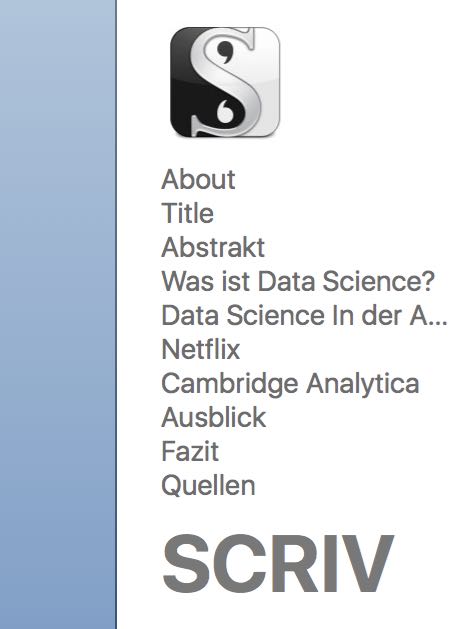 About
Title
Abstrakt
Was ist Data Science?
Data Science In der A...
Netflix
Cambridge Analytica
Ausblick
Fazit
Quellen
SCRIV